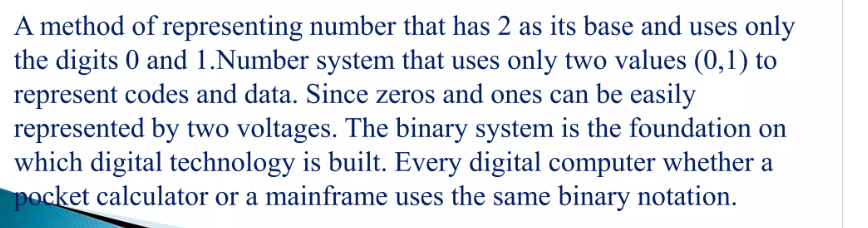 A method of representing number that has 2 as its base and uses only
the digits 0 and 1.Number system that uses only two values (0,1) to
represent codes and data. Since zeros and ones can be easily
represented by two voltages. The binary system is the foundation on
which digital technology is built. Every digital computer whether a
pocket calculator or a mainframe uses the same binary notation.